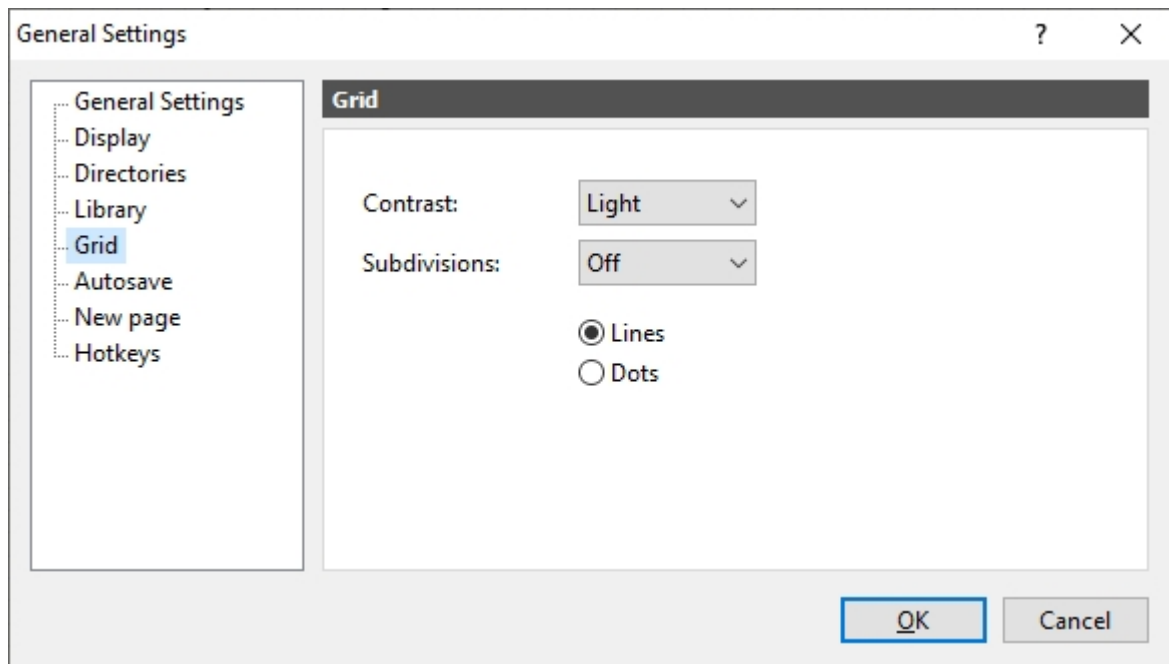 General Settings
?
General Settings
Display
Directories
Library
Grid
Autosave
New page
Hotkeys
Grid
Contrast: Light
Subdivisions: Off
Lines
Dots
OK Cancel